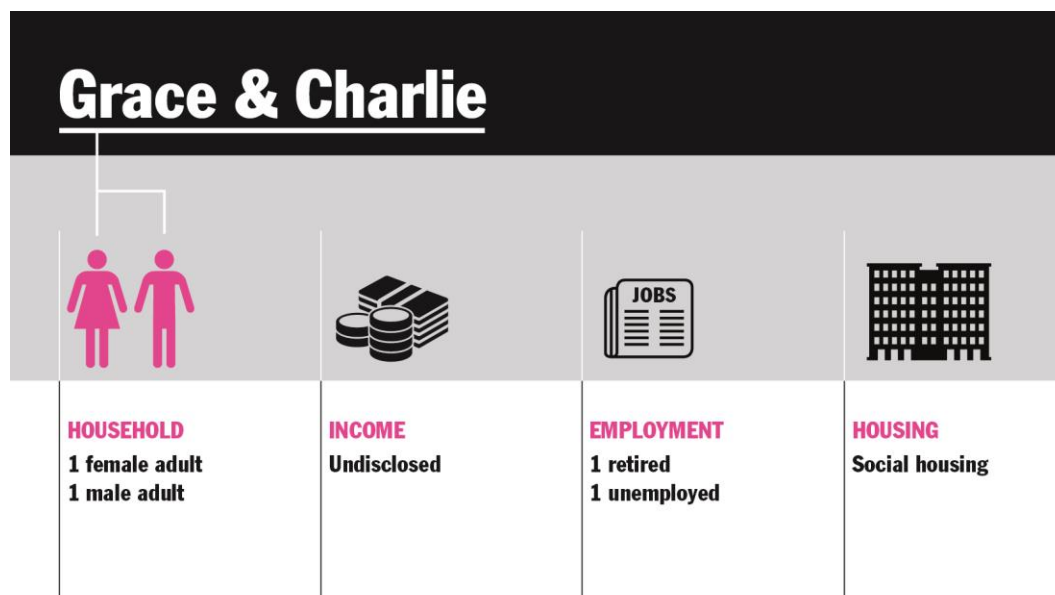 Grace & Charlie
JOBS
HOUSEHOLD
1 female adult
1 male adult
INCOME
Undisclosed
EMPLOYMENT
1 retired
1 unemployed
HOUSING
Social housing